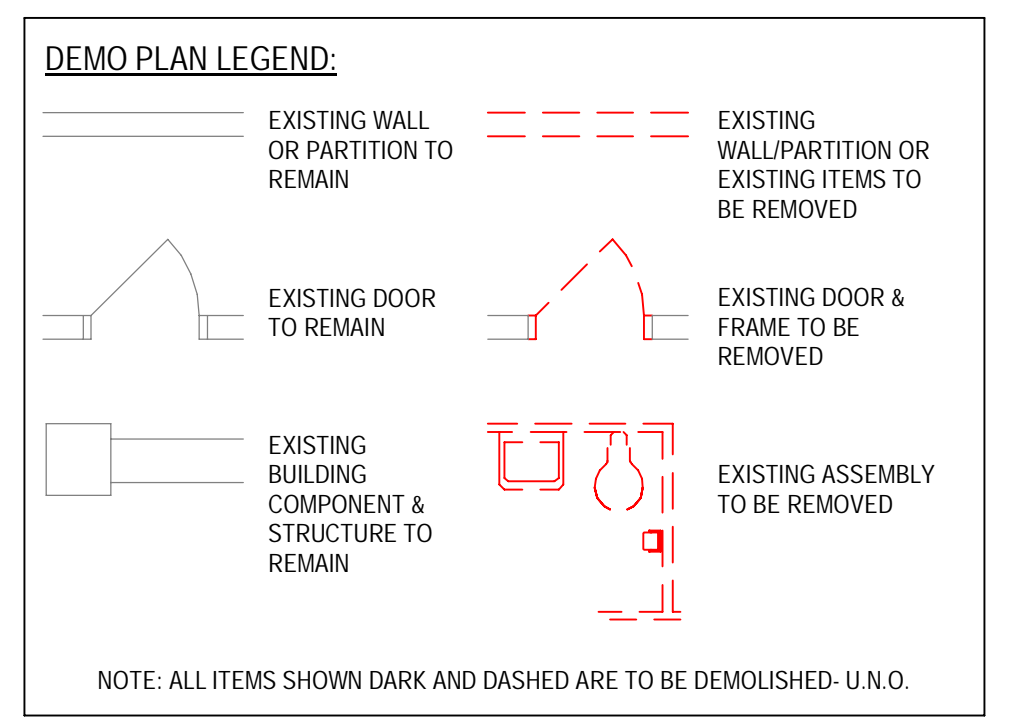 DEMO PLAN LEGEND:
EXISTING WALL
OR PARTITION TO
REMAIN
EXISTING
WALL/PARTITION OR
EXISTING ITEMS TO
BE REMOVED
EXISTING DOOR
TO REMAIN
EXISTING DOOR &
FRAME TO BE
REMOVED
EXISTING
BUILDING
COMPONENT &
STRUCTURE TO
REMAIN
EXISTING ASSEMBLY
TO BE REMOVED
NOTE: ALL ITEMS SHOWN DARK AND DASHED ARE TO BE DEMOLISHED- U.N.O.